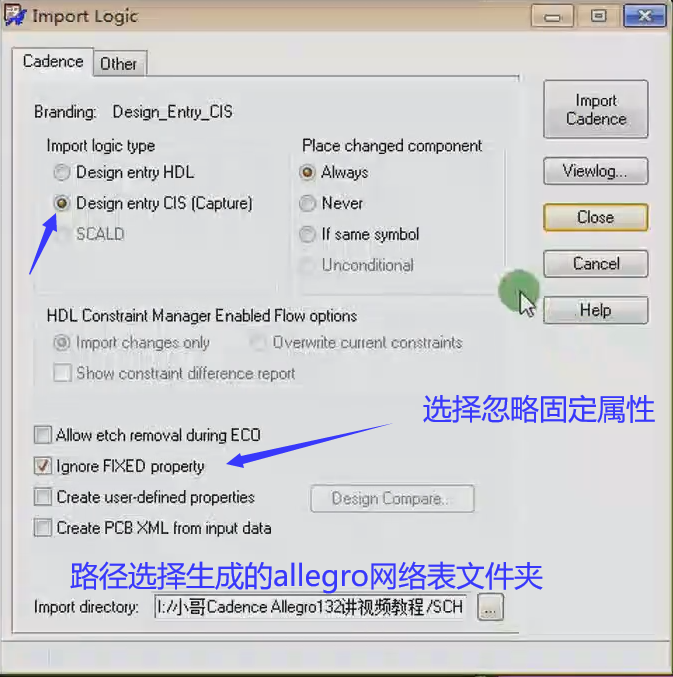 Import Logic
Cadence
Other
Branding: Design_Entry_CIS
Import logic type
Design entry HDL
Design entry CIS (Capture)
SCALD
Place changed component
Always
Never
If same symbol
Unconditional
Import Cadence
Viewlog...
Close
Cancel
Help
HDL Constraint Manager Enabled Flow options
Import changes only
Overwrite current constraints
Show constraint difference report
选择忽略固定属性
Allow etch removal during ECO
Ignore FIXED property
Create user-defined properties
Design Compare...
Create PCB XML from input data
路径选择生成的allegro网络表文件夹
Import directory: I:/小哥Cadence Allegro132讲视频教程/SCH
...